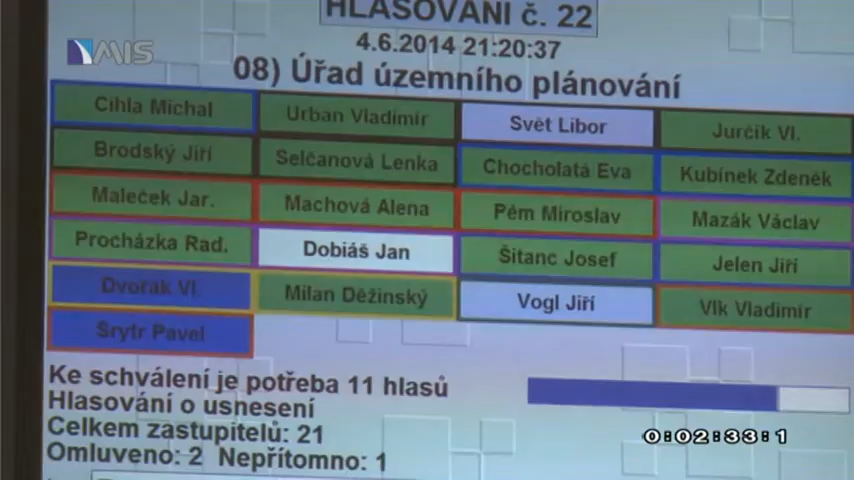 HLASOVÁNÍ č. 22
MIS
4.6.2014 21:20:37
08) Úřad územního plánování
Cihla Michal
Urban Vladimír
Svět Libor
Jurčík Vl.
Brodský Jiří
Selčanová Lenka
Chocholatá Eva
Kubínek Zdeněk
Maleček Jar.
Machová Alena
Pém Miroslav
Mazák Václav
Procházka Rad.
Dobiáš Jan
Šitanc Josef
Jelen Jiří
Dvořák Vl.
Milan Děžinský
Vogl Jiří
Vlk Vladimír
Šrytr Pavel
Ke schválení je potřeba 11 hlasů
Hlasování o usnesení
Celkem zastupitelů: 21
Omluveno: 2 Nepřítomno: 1
0:02:33:1